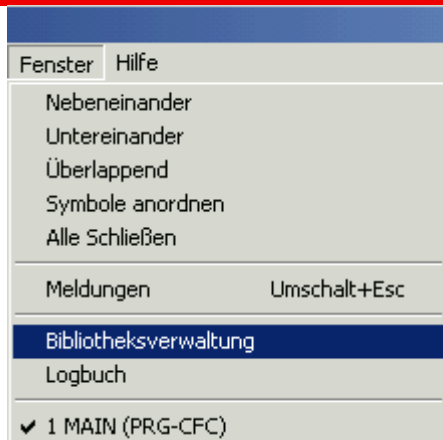 Fenster Hilfe
Nebeneinander
Untereinander
Überlappend
Symbole anordnen
Alle Schließen
Meldungen Umschalt+Esc
Bibliotheksverwaltung
Logbuch
✔ 1 MAIN (PRG-CFC)